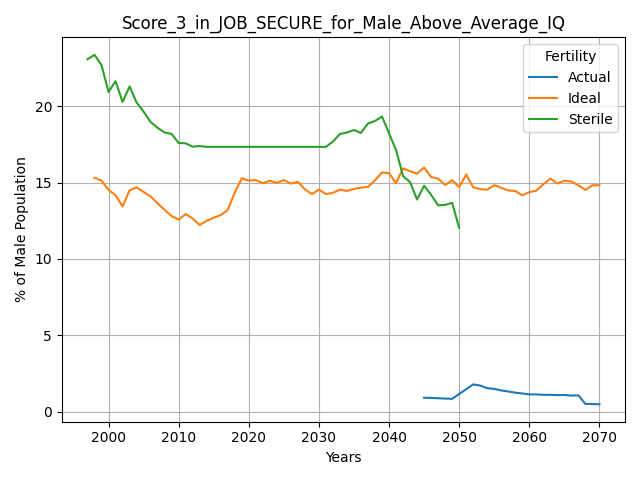 Score_3_in_JOB_SECURE_for_Male_Above_Average_IQ
Fertility
Actual
Ideal
Sterile
% of Male Population
20
15
10
5
0
2000 2010 2020 2030 2040 2050 2060 2070
Years